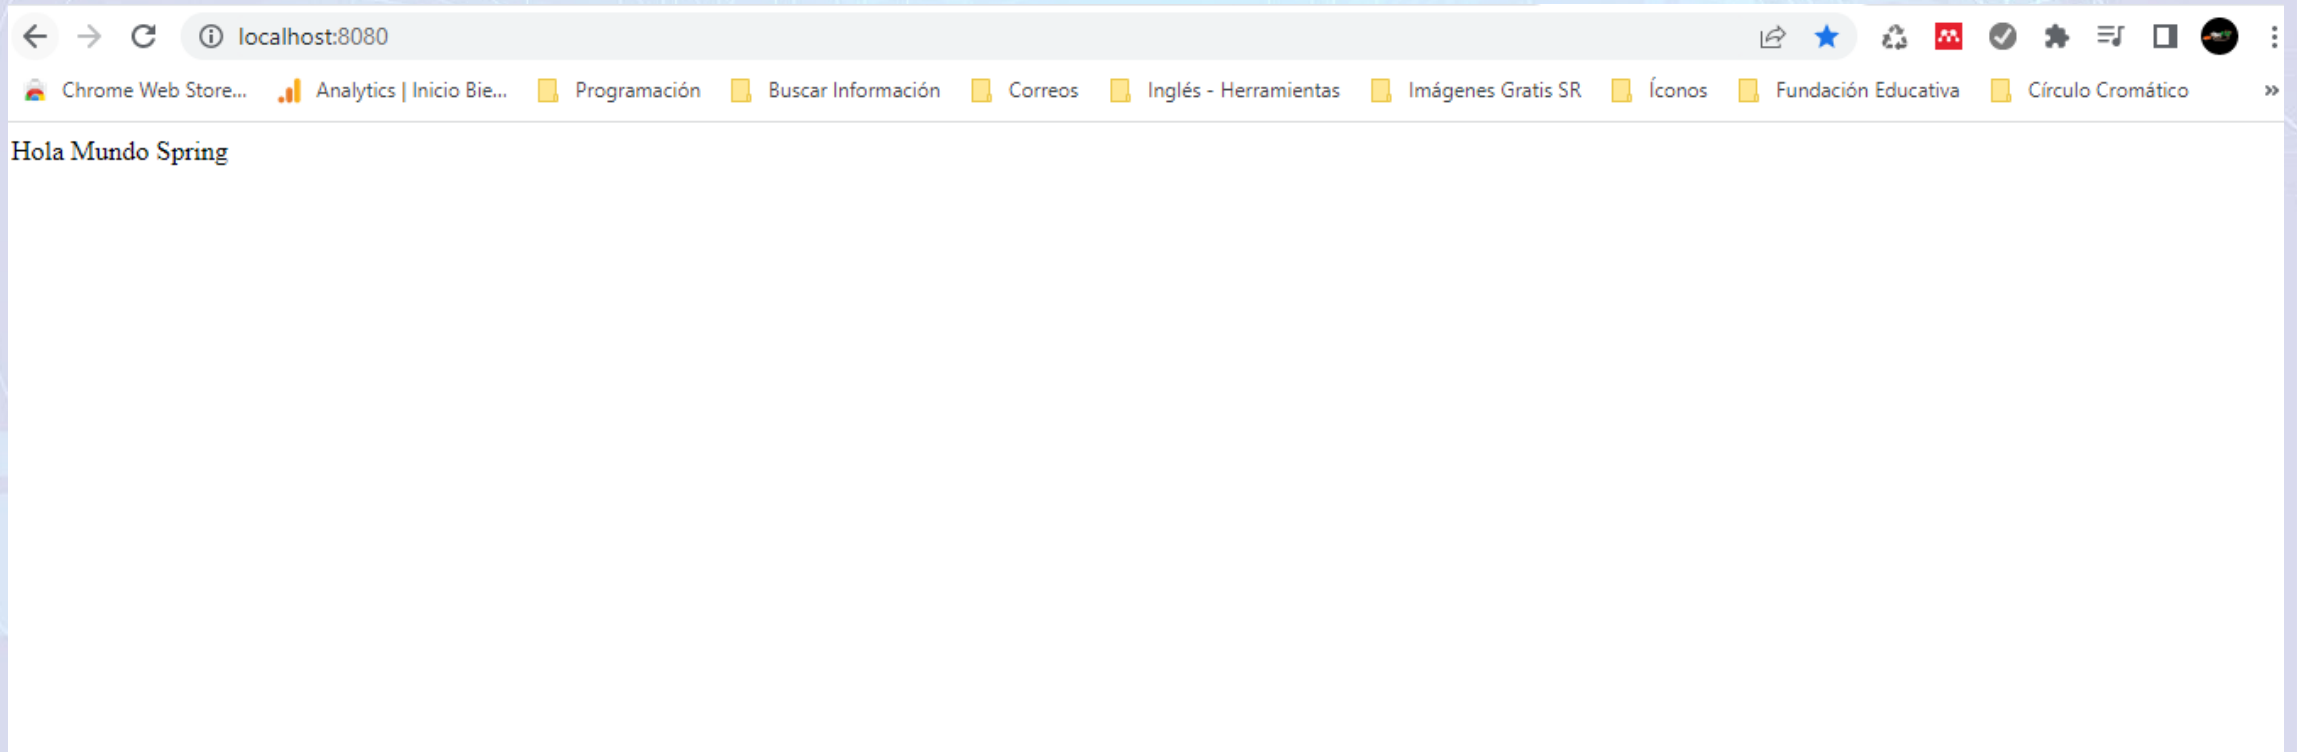 localhost:8080
Chrome Web Store... Analytics | Inicio Bie... Programación Buscar Información Correos Inglés - Herramientas Imágenes Gratis SR Íconos Fundación Educativa Círculo Cromático »
Hola Mundo Spring